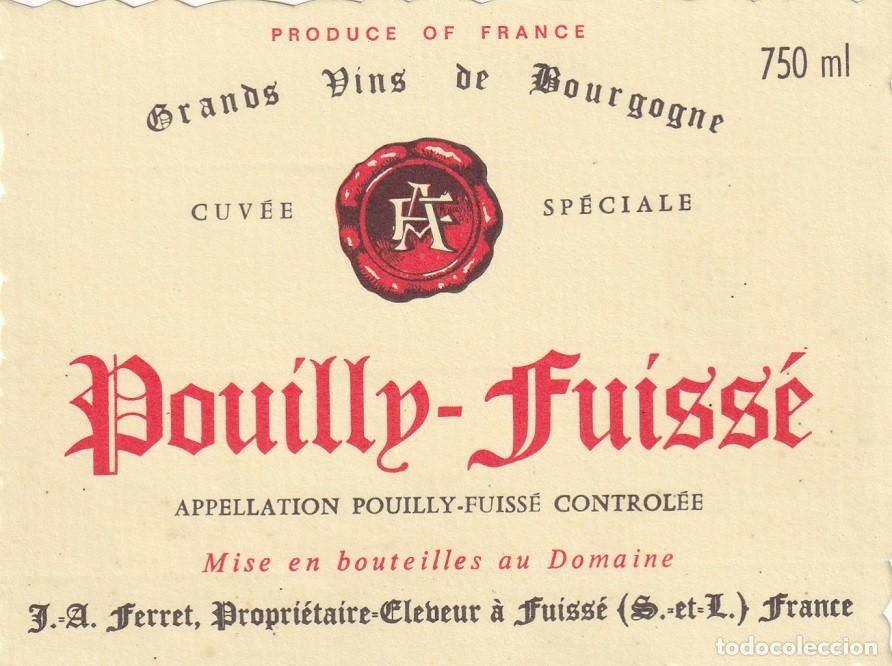 PRODUCE OF FRANCE
750 ml
Grands Vins de Bourgogne
CUVÉE SPÉCIALE
Pouilly-Fuissé
APPELLATION POUILLY-FUISSÉ CONTROLÉE
Mise en bouteilles au Domaine
J.-A. Ferret, Propriétaire-Eleveur à Fuissé (S.-et-L.) France
todocoleccion